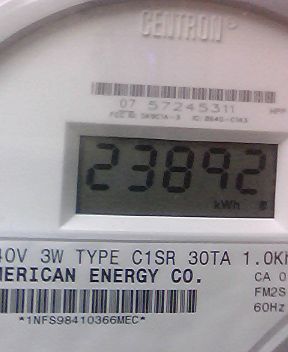 CENTRON®
07 57245311
23892
kWh
40V 3W TYPE C1SR 30TA 1.0Kh
MERICAN ENERGY CO.
CA 0
FM2S
60Hz
*1NFS98410366MEC*